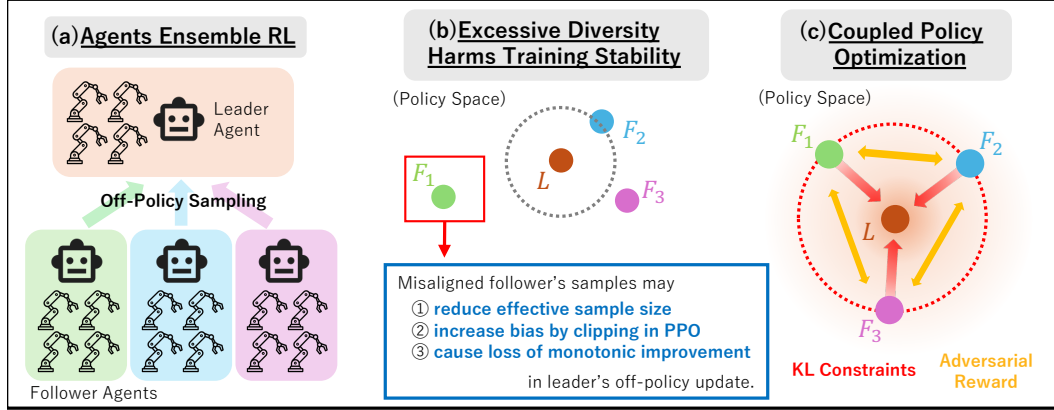 (a)Agents Ensemble RL
Leader
Agent
Off-Policy Sampling
Follower Agents
(b)Excessive Diversity
Harms Training Stability
(Policy Space)
F₂
L
F₁
F₃
Misaligned follower's samples may
① reduce effective sample size
② increase bias by clipping in PPO
③ cause loss of monotonic improvement
in leader's off-policy update.
(c)Coupled Policy
Optimization
(Policy Space)
F₁
F₂
L
F₃
KL Constraints
Adversarial
Reward